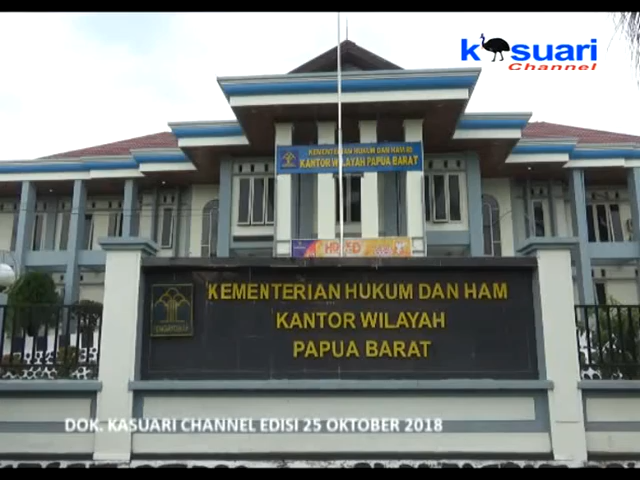 kasuari
Channel
KEMENTERIAN HUKUM DAN HAM RI
KANTOR WILAYAH PAPUA BARAT
KEMENTERIAN HUKUM DAN HAM
KANTOR WILAYAH
PAPUA BARAT
DOK. KASUARI CHANNEL EDISI 25 OKTOBER 2018